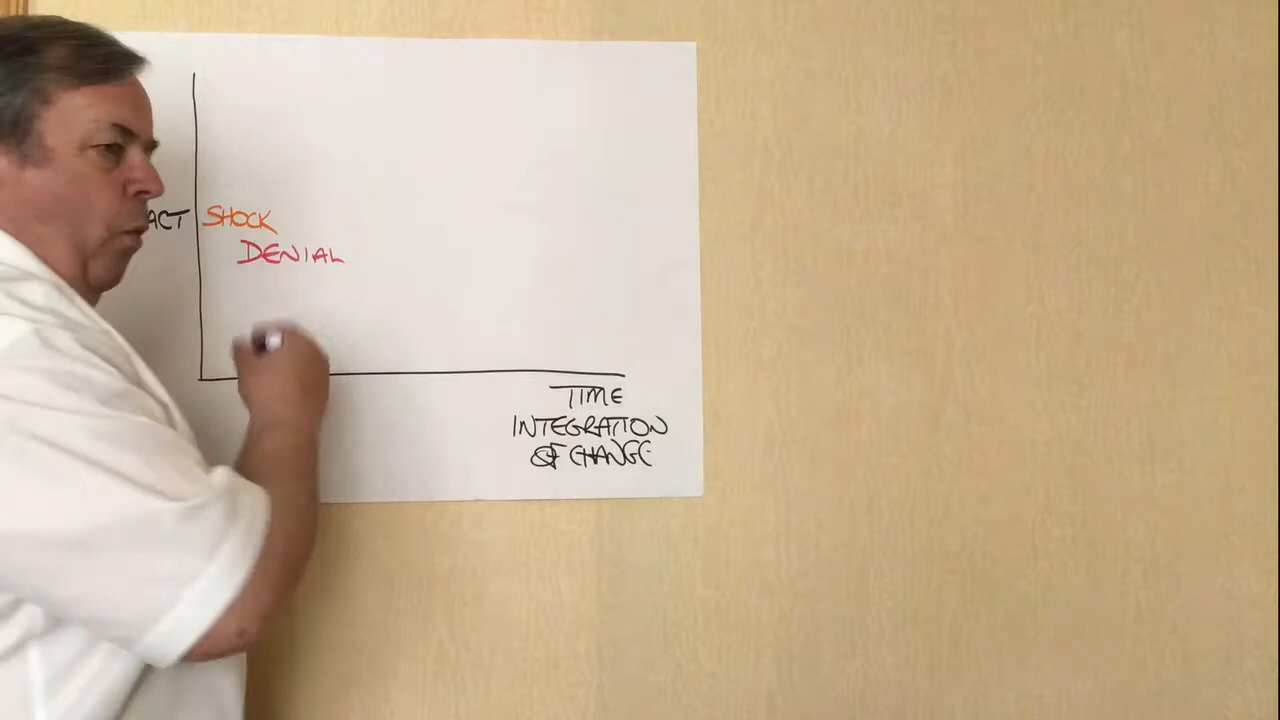 ACT SHOCK
DENIAL
TIME
INTEGRATION
OF CHANGE